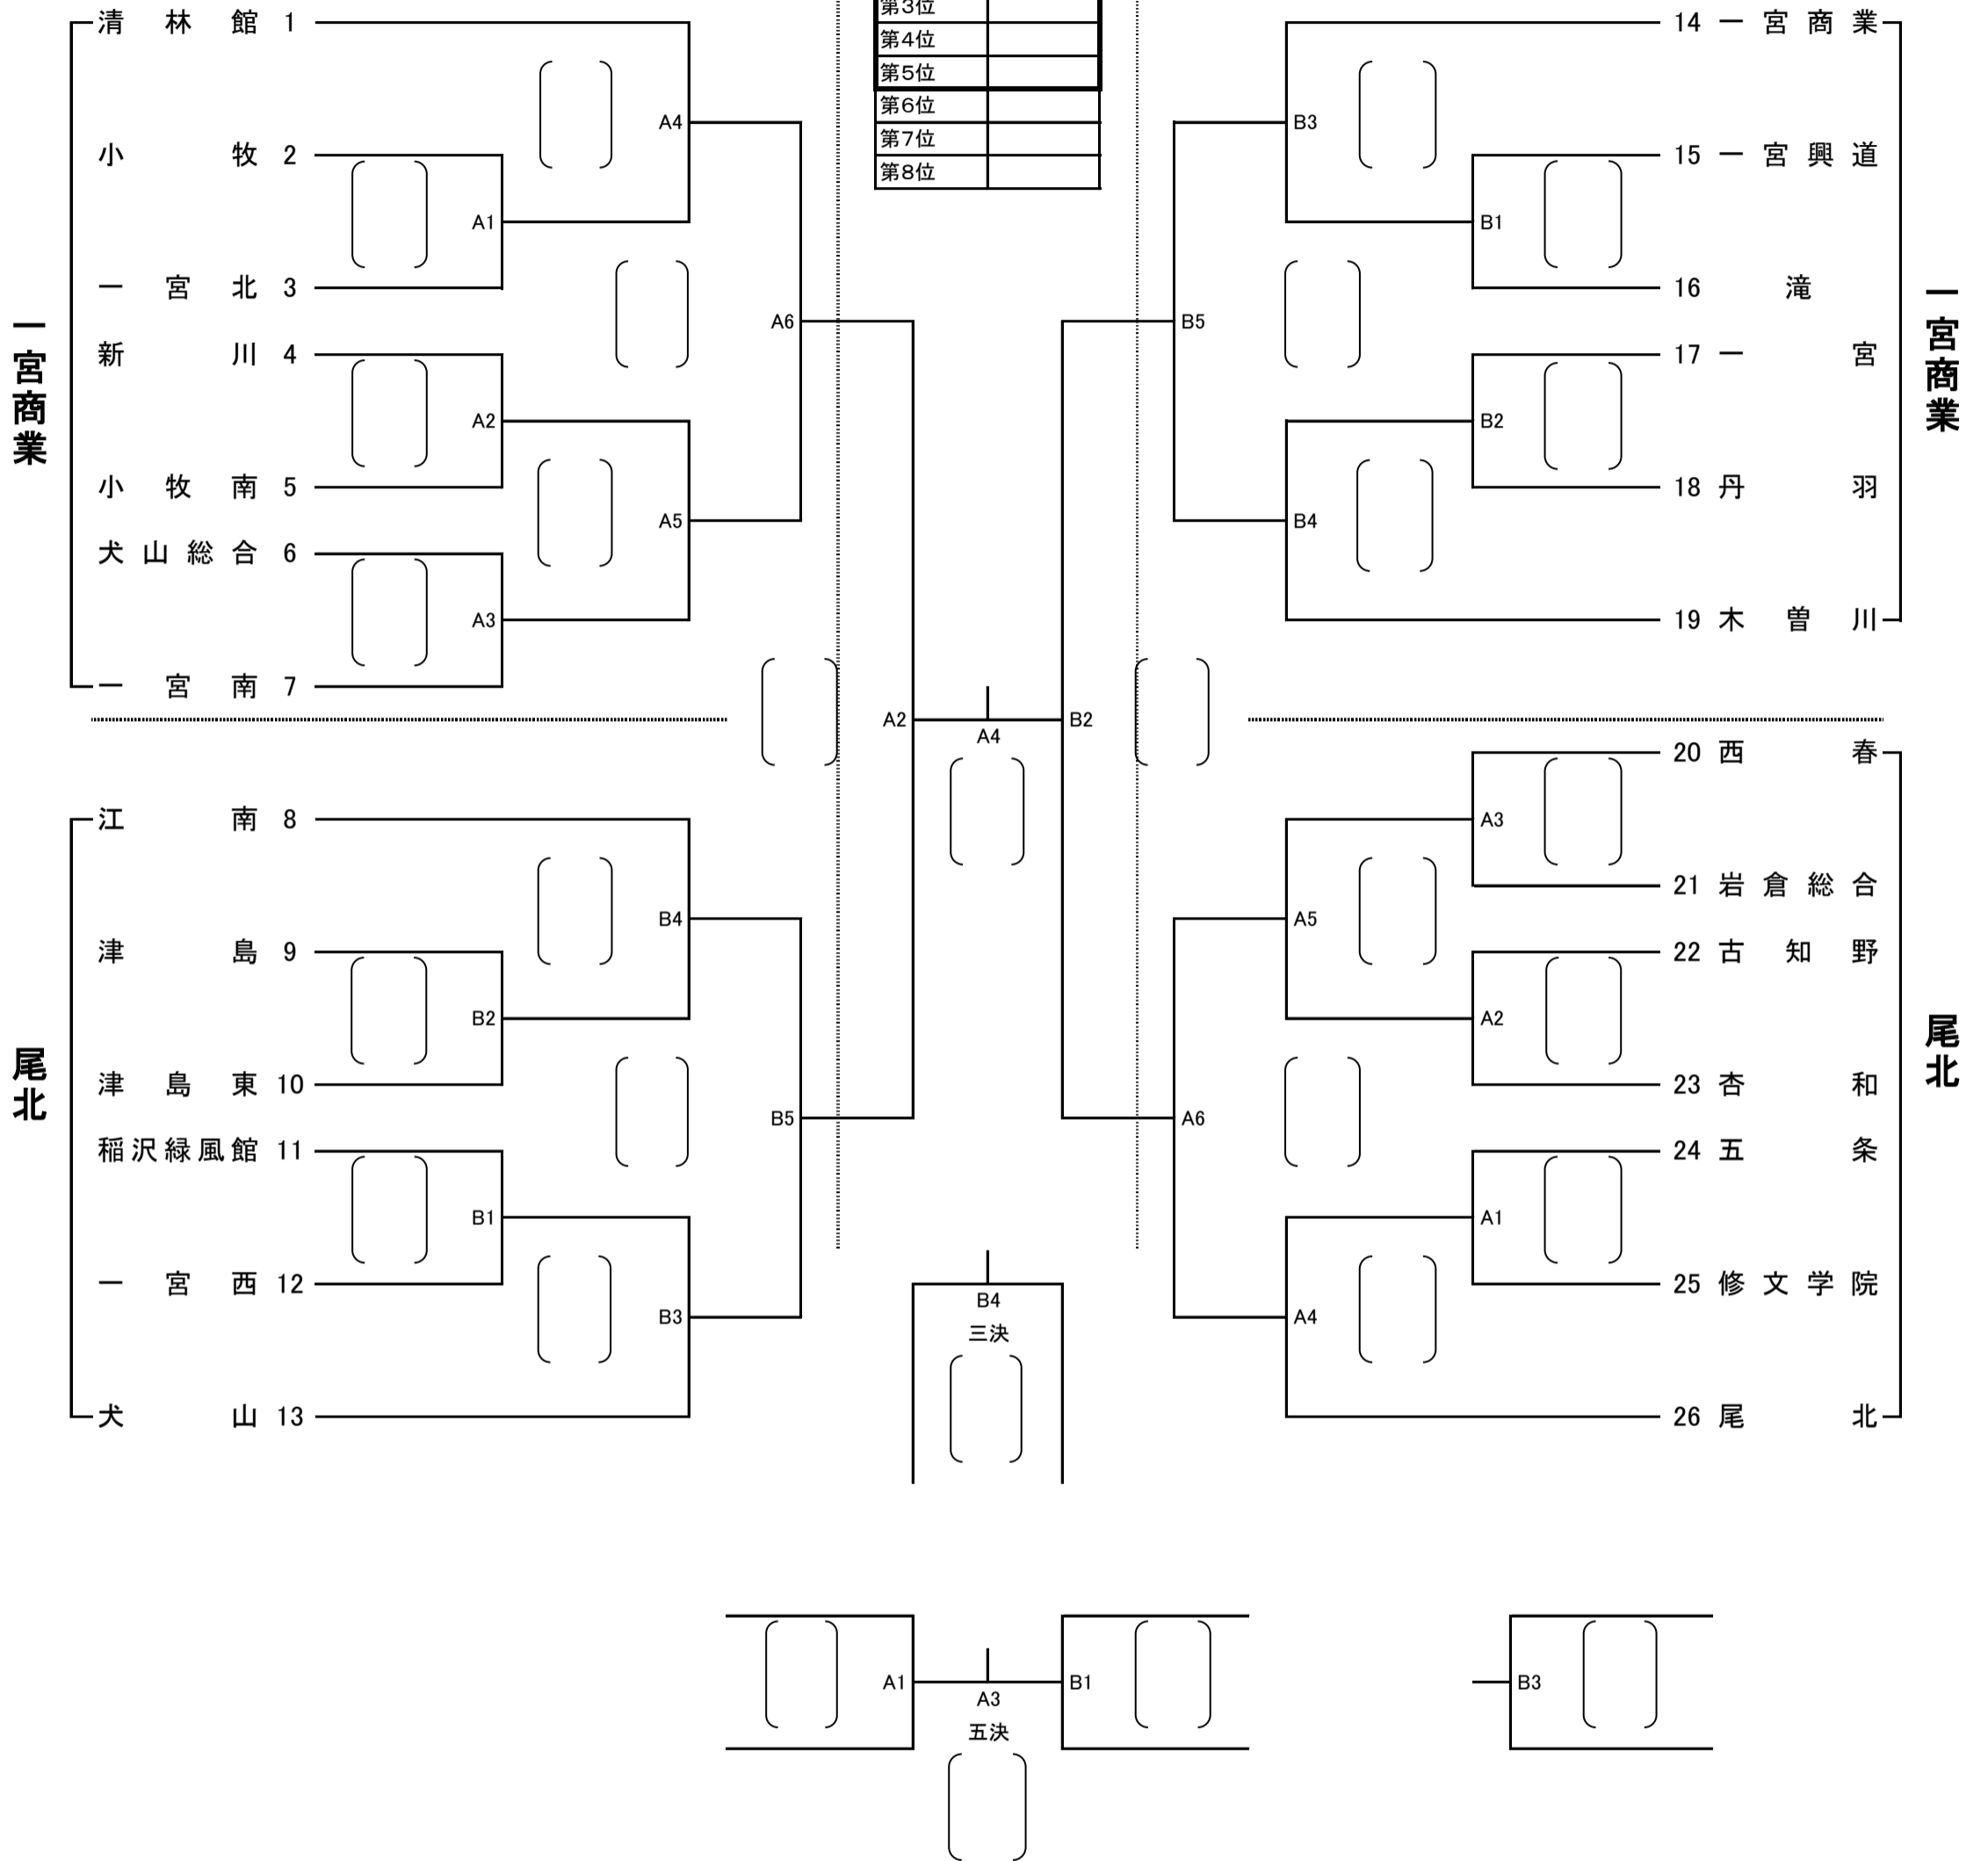 第3位
第4位
第5位
第6位
第7位
第8位
一宮商業
清林館 1
小牧 2
一宮北 3
新川 4
小牧南 5
犬山総合 6
一宮南 7
A1
A2
A3
A4
A5
A6
尾北
江南 8
津島 9
津島東 10
稲沢緑風館 11
一宮西 12
犬山 13
B2
B1
B4
B3
B5
A2
A4
B2
一宮商業
14 一宮商業
15 一宮興道
16 滝
17 一宮
18 丹羽
19 木曽川
B3
B1
B5
B2
B4
尾北
20 西春
21 岩倉総合
22 古知野
23 杏和
24 五条
25 修文学院
26 尾北
A3
A5
A2
A6
A1
A4
B4
三決
A1
A3
五決
B1
B3